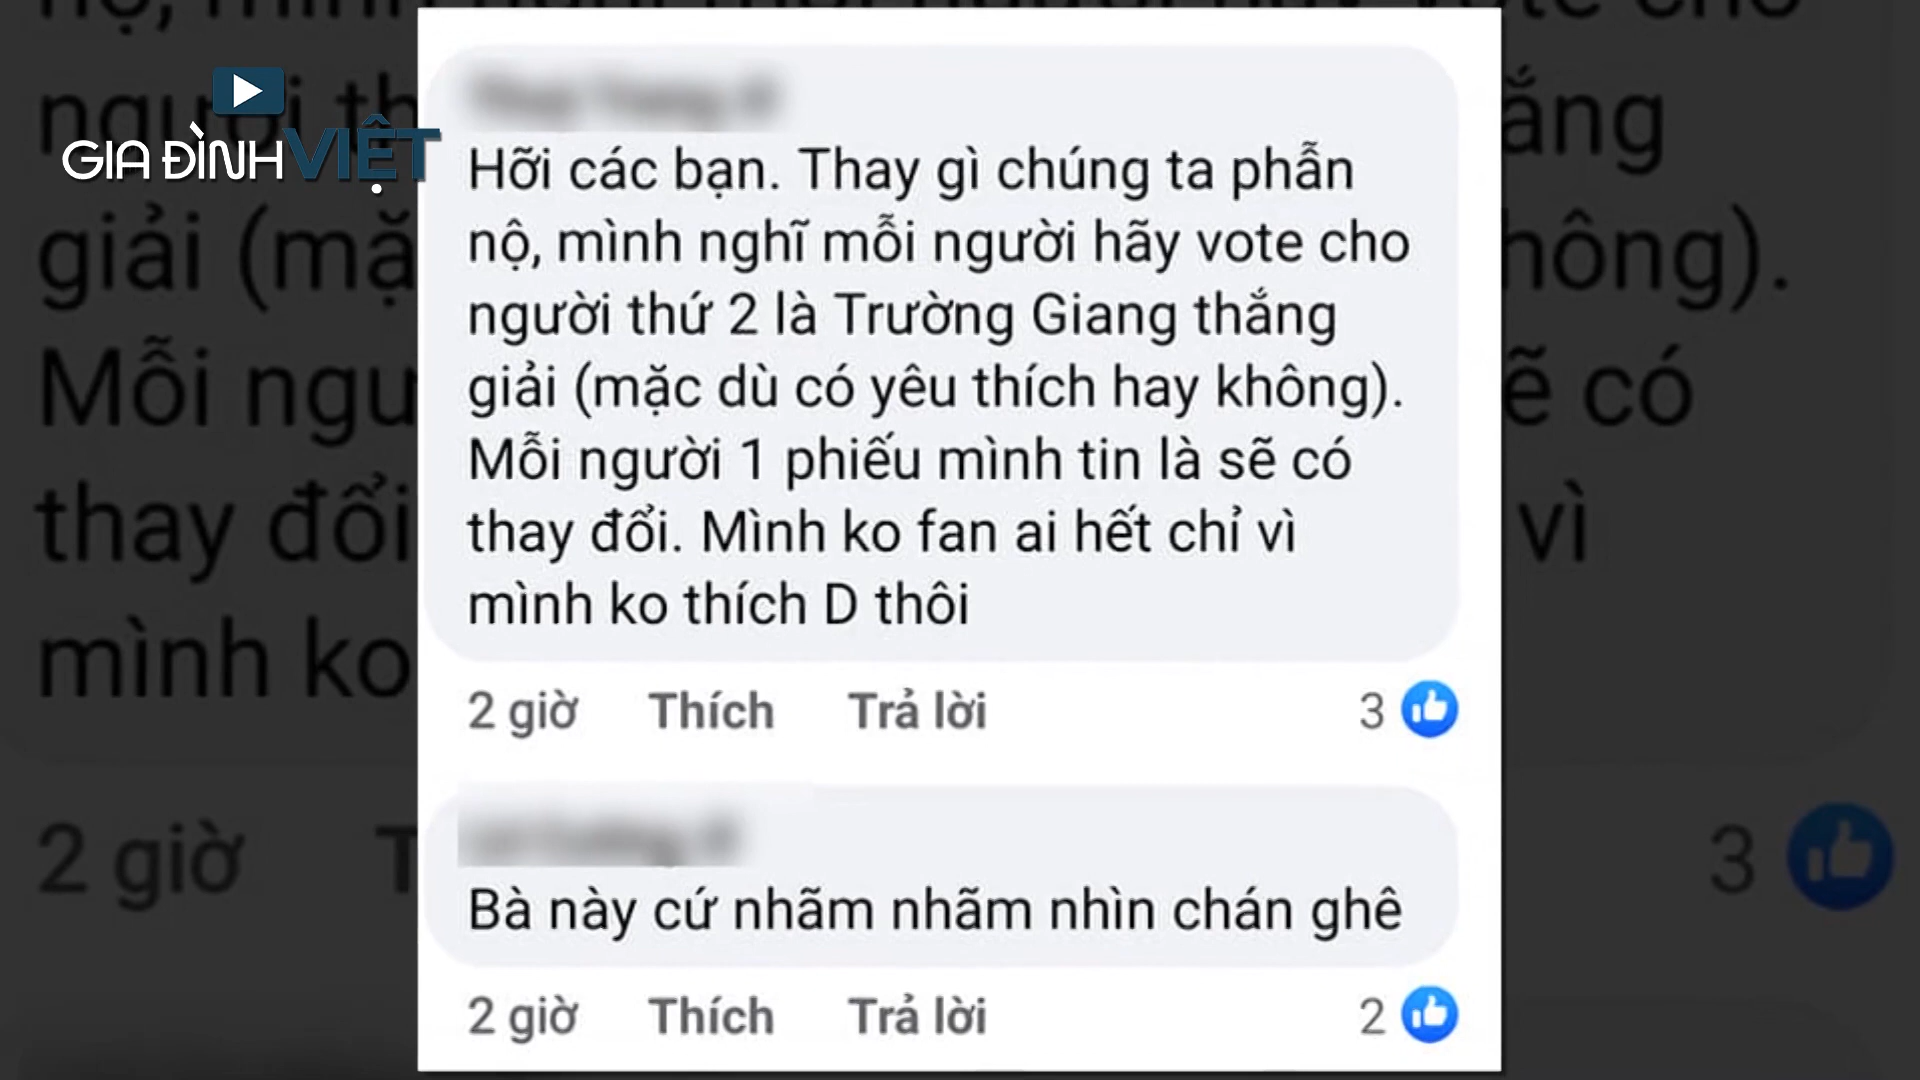 GIA ĐÌNH VIỆT
Hỡi các bạn. Thay gì chúng ta phẫn
nộ, mình nghĩ mỗi người hãy vote cho
người thứ 2 là Trường Giang thắng
giải (mặc dù có yêu thích hay không).
Mỗi người 1 phiếu mình tin là sẽ có
thay đổi. Mình ko fan ai hết chỉ vì
mình ko thích D thôi
2 giờ Thích Trả lời 3
Bà này cứ nhãm nhãm nhìn chán ghê
2 giờ Thích Trả lời 2